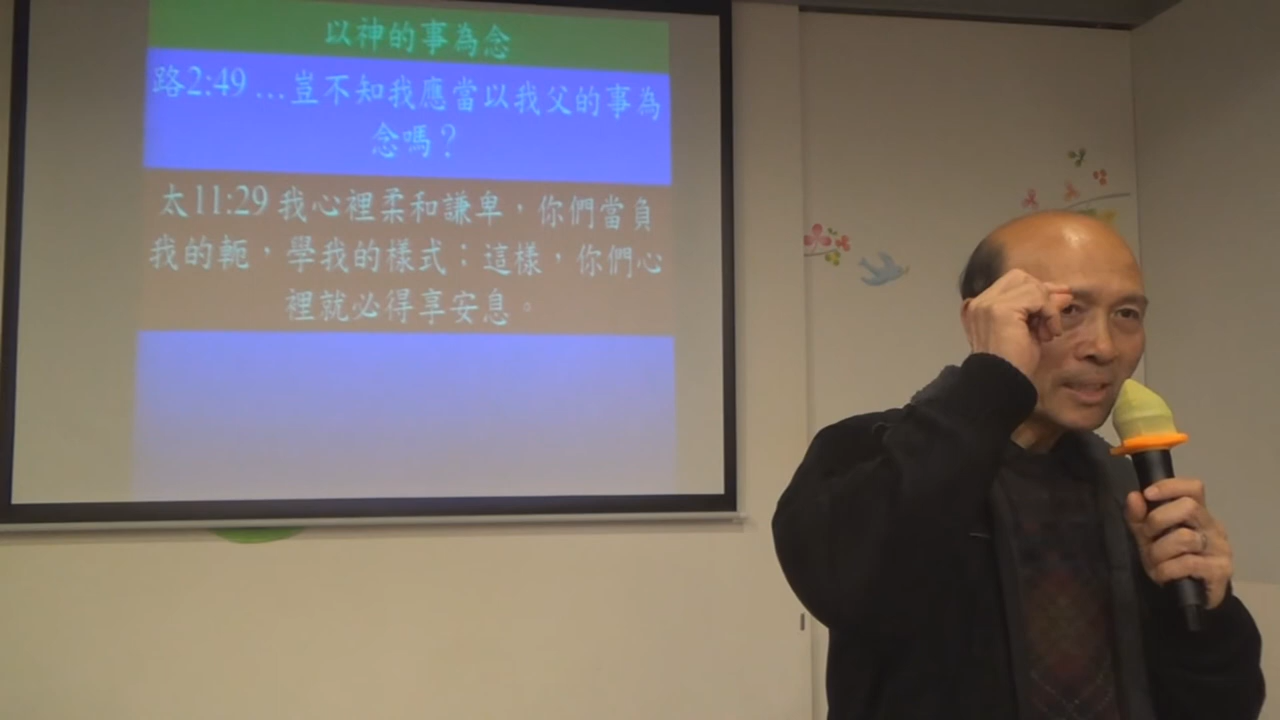 以神的事為念
路2:49 ...豈不知我應當以我父的事為
念嗎？
太11:29 我心裡柔和謙卑，你們當負
我的軛，學我的樣式；這樣，你們心
裡就必得享安息。